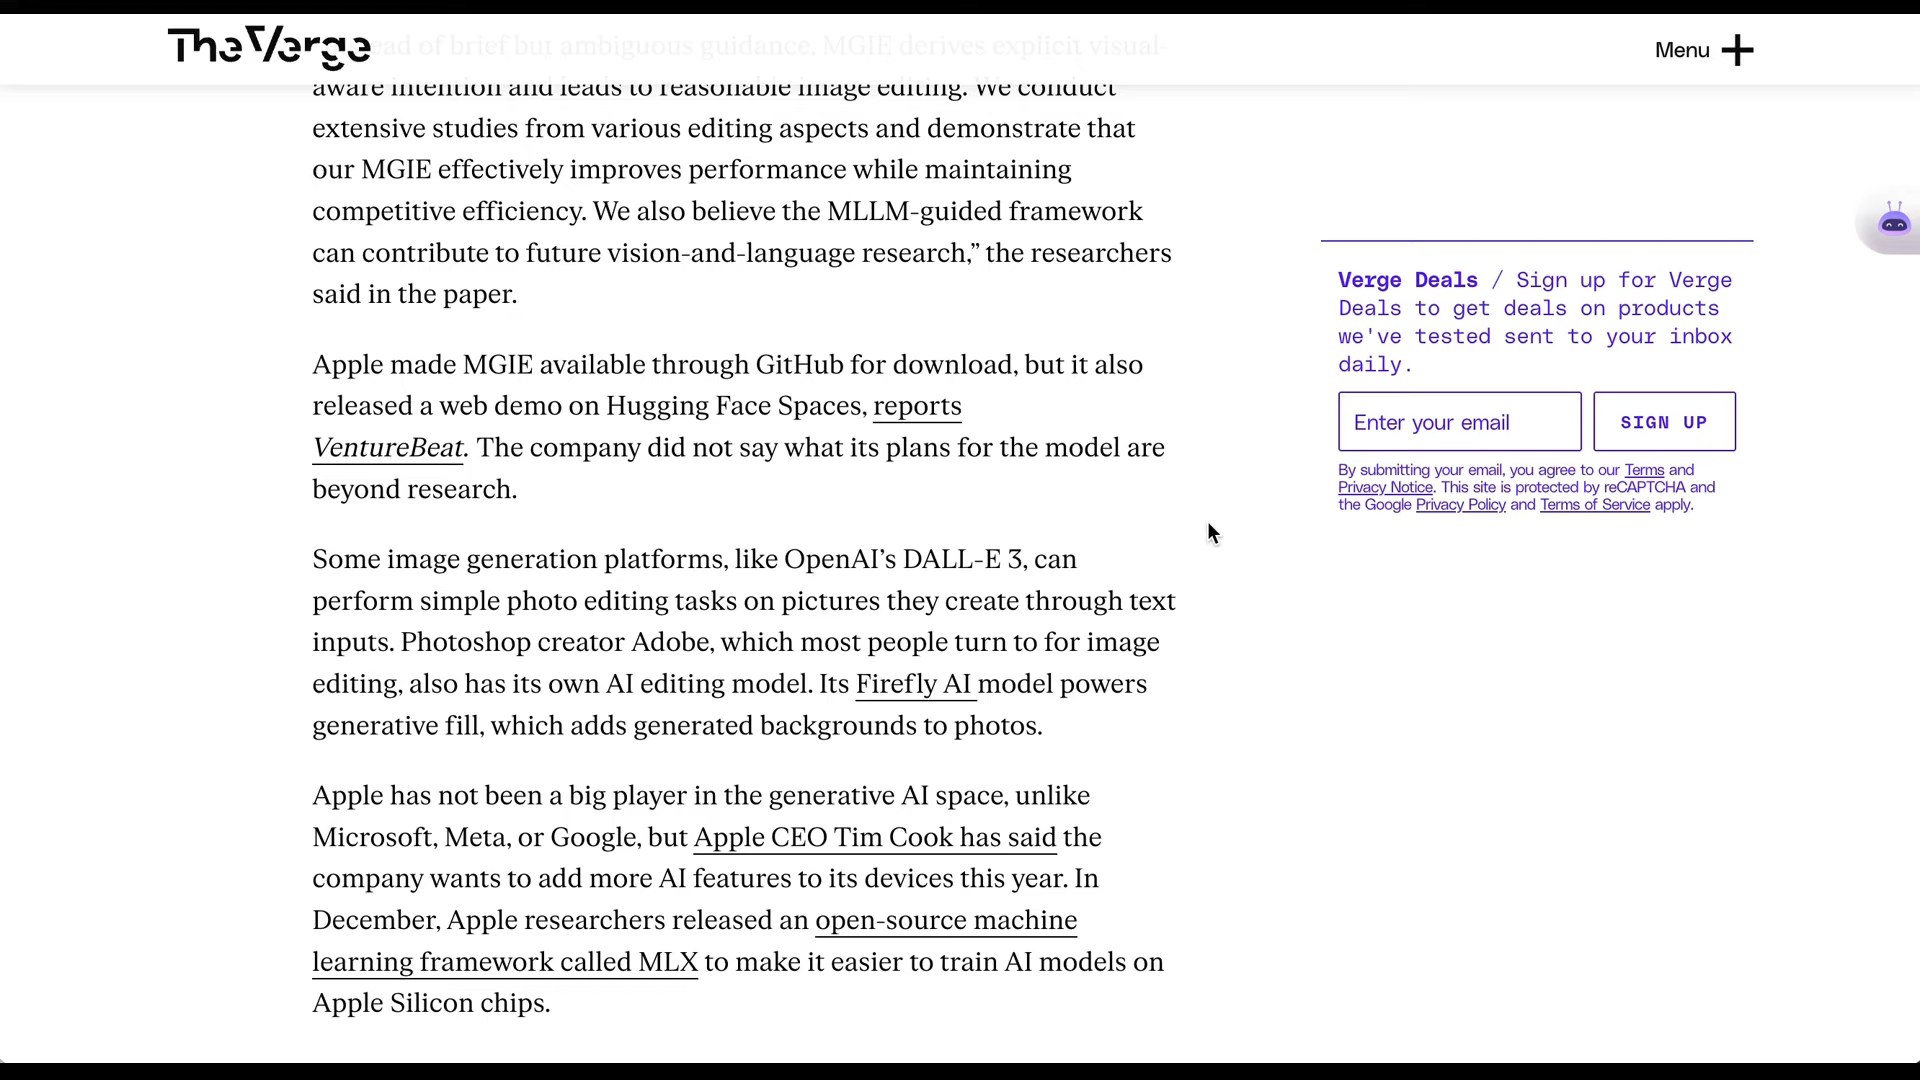 The Verge
Menu
ead of brief but ambiguous guidance. MGIE derives explicit visual-
aware intention and leads to reasonable image editing. We conduct
extensive studies from various editing aspects and demonstrate that
our MGIE effectively improves performance while maintaining
competitive efficiency. We also believe the MLLM-guided framework
can contribute to future vision-and-language research,” the researchers
said in the paper.
Apple made MGIE available through GitHub for download, but it also
released a web demo on Hugging Face Spaces, reports
VentureBeat. The company did not say what its plans for the model are
beyond research.
Some image generation platforms, like OpenAI’s DALL-E 3, can
perform simple photo editing tasks on pictures they create through text
inputs. Photoshop creator Adobe, which most people turn to for image
editing, also has its own AI editing model. Its Firefly AI model powers
generative fill, which adds generated backgrounds to photos.
Apple has not been a big player in the generative AI space, unlike
Microsoft, Meta, or Google, but Apple CEO Tim Cook has said the
company wants to add more AI features to its devices this year. In
December, Apple researchers released an open-source machine
learning framework called MLX to make it easier to train AI models on
Apple Silicon chips.
Verge Deals / Sign up for Verge
Deals to get deals on products
we've tested sent to your inbox
daily.
Enter your email
SIGN UP
By submitting your email, you agree to our Terms and
Privacy Notice. This site is protected by reCAPTCHA and
the Google Privacy Policy and Terms of Service apply.